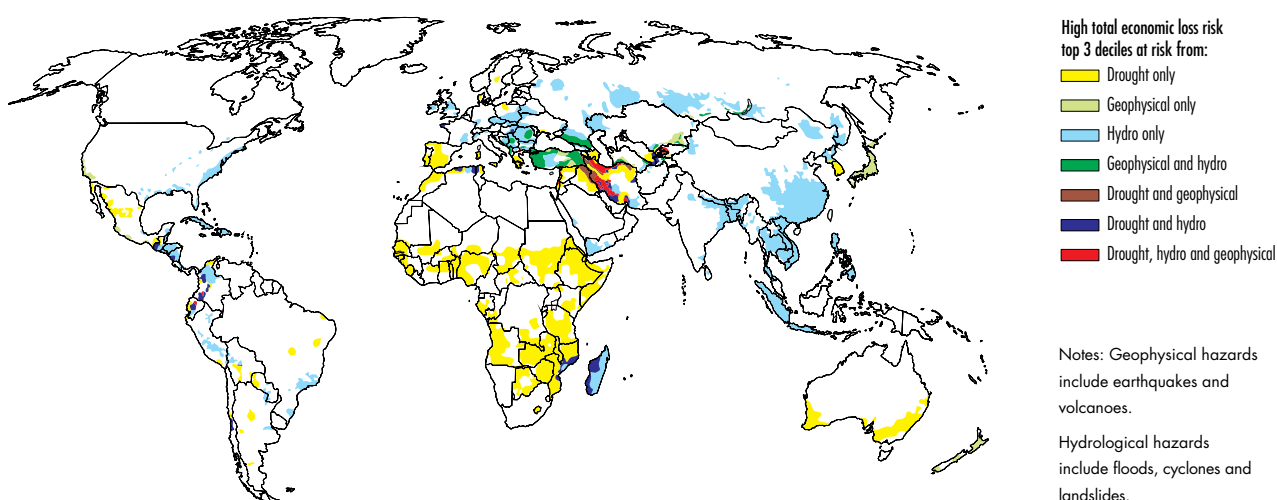 High total economic loss risk
top 3 deciles at risk from:
Drought only
Geophysical only
Hydro only
Geophysical and hydro
Drought and geophysical
Drought and hydro
Drought, hydro and geophysical
Notes: Geophysical hazards
include earthquakes and
volcanoes.
Hydrological hazards
include floods, cyclones and
landslides.